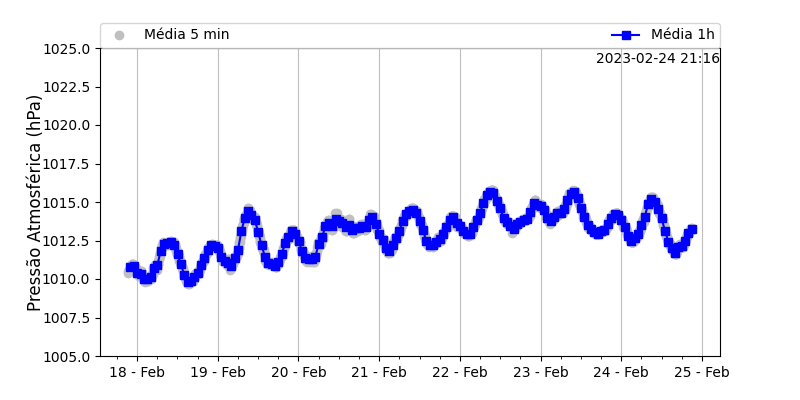 Média 5 min
Média 1h
2023-02-24 21:16
Pressão Atmosférica (hPa)
1025.0
1022.5
1020.0
1017.5
1015.0
1012.5
1010.0
1007.5
1005.0
18 - Feb
19 - Feb
20 - Feb
21 - Feb
22 - Feb
23 - Feb
24 - Feb
25 - Feb